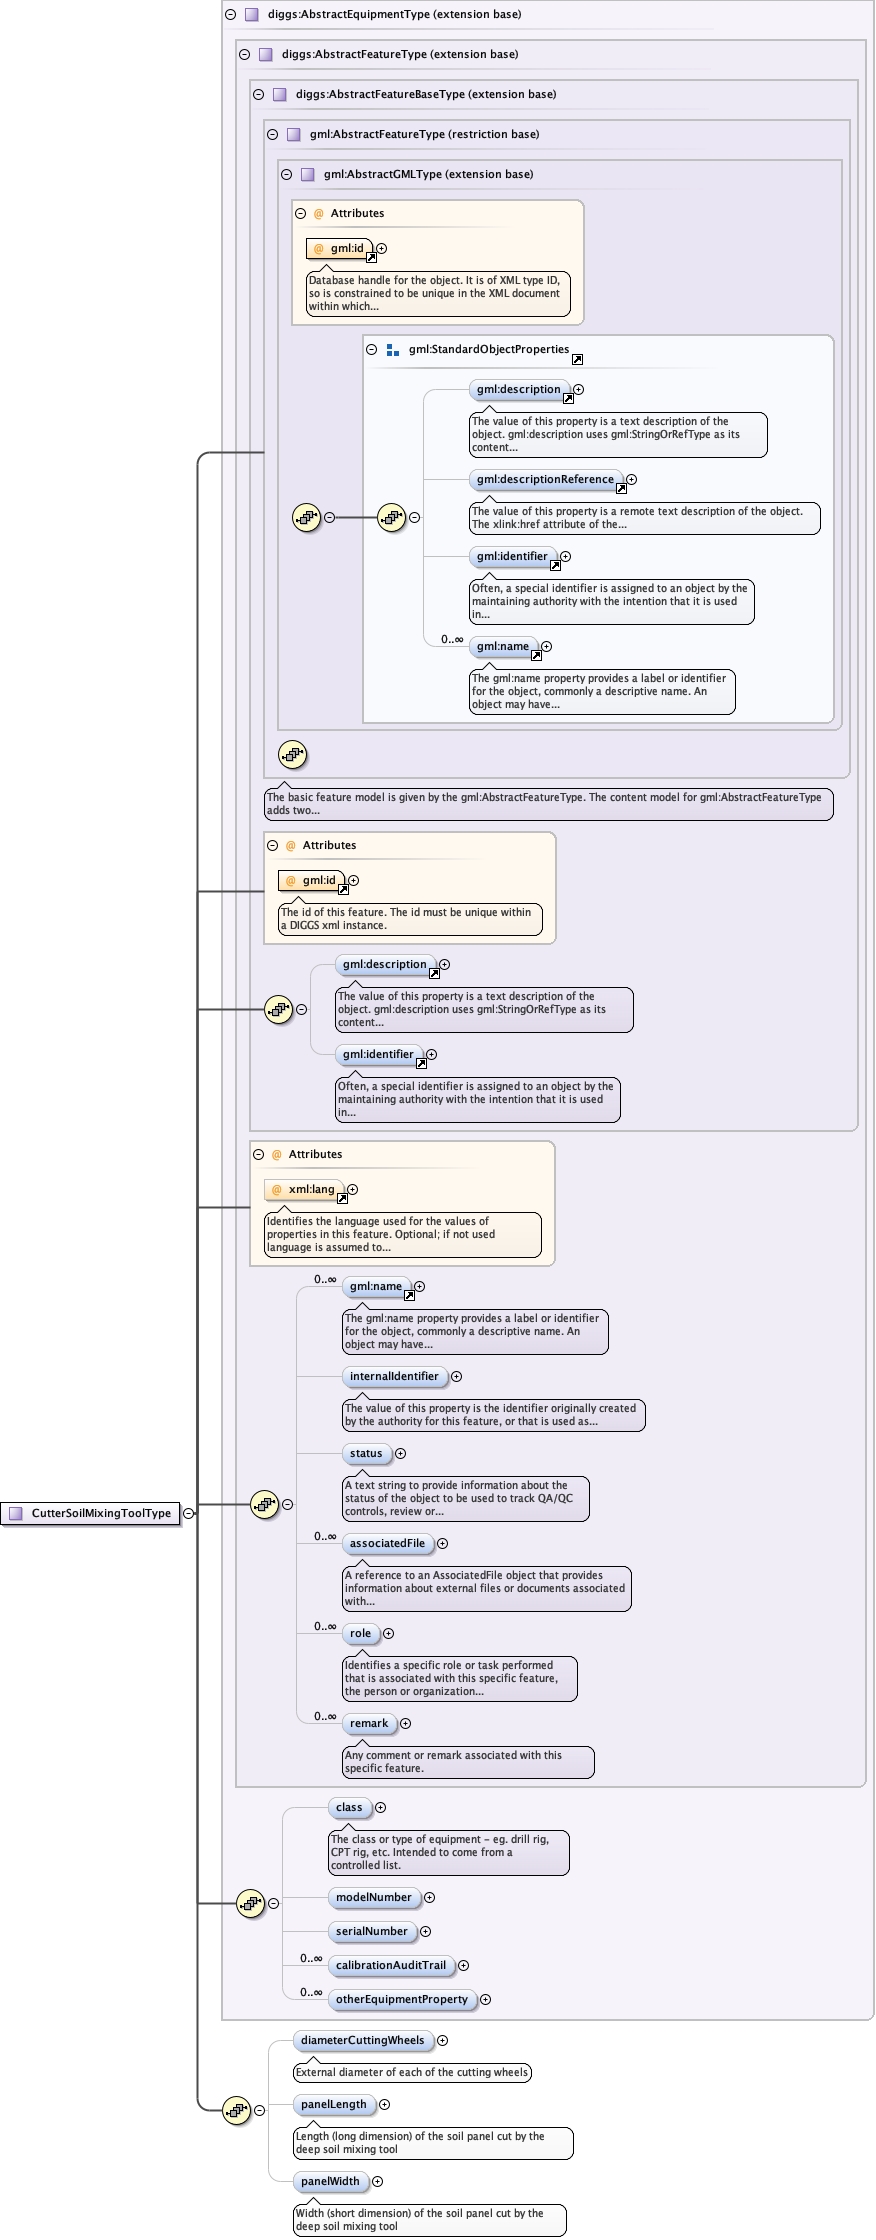 diggs:AbstractEquipmentType (extension base)
diggs:AbstractFeatureType (extension base)
diggs:AbstractFeatureBaseType (extension base)
gml:AbstractFeatureType (restriction base)
gml:AbstractGMLType (extension base)
@ Attributes
@ gml:id
Database handle for the object. It is of XML type ID,
so is constrained to be unique in the XML document
within which...
gml:StandardObjectProperties
gml:description
The value of this property is a text description of the
object. gml:description uses gml:StringOrRefType as its
content...
gml:descriptionReference
The value of this property is a remote text description of the object.
The xlink:href attribute of the...
gml:identifier
Often, a special identifier is assigned to an object by the
maintaining authority with the intention that it is used
in...
0..∞
gml:name
The gml:name property provides a label or identifier
for the object, commonly a descriptive name. An
object may have...
The basic feature model is given by the gml:AbstractFeatureType. The content model for gml:AbstractFeatureType
adds two...
@ Attributes
@ gml:id
The id of this feature. The id must be unique within
a DIGGS xml instance.
gml:description
The value of this property is a text description of the
object. gml:description uses gml:StringOrRefType as its
content...
gml:identifier
Often, a special identifier is assigned to an object by the
maintaining authority with the intention that it is used
in...
@ Attributes
@ xml:lang
Identifies the language used for the values of
properties in this feature. Optional; if not used
language is assumed to...
0..∞
gml:name
The gml:name property provides a label or identifier
for the object, commonly a descriptive name. An
object may have...
internalIdentifier
The value of this property is the identifier originally created
by the authority for this feature, or that is used as...
status
A text string to provide information about the
status of the object to be used to track QA/QC
controls, review or...
CutterSoilMixingToolType
0..∞
associatedFile
A reference to an AssociatedFile object that provides
information about external files or documents associated
with...
0..∞
role
Identifies a specific role or task performed
that is associated with this specific feature,
the person or organization...
0..∞
remark
Any comment or remark associated with this
specific feature.
class
The class or type of equipment - eg. drill rig,
CPT rig, etc. Intended to come from a
controlled list.
modelNumber
serialNumber
0..∞
calibrationAuditTrail
0..∞
otherEquipmentProperty
diameterCuttingWheels
External diameter of each of the cutting wheels
panelLength
Length (long dimension) of the soil panel cut by the
deep soil mixing tool
panelWidth
Width (short dimension) of the soil panel cut by the
deep soil mixing tool